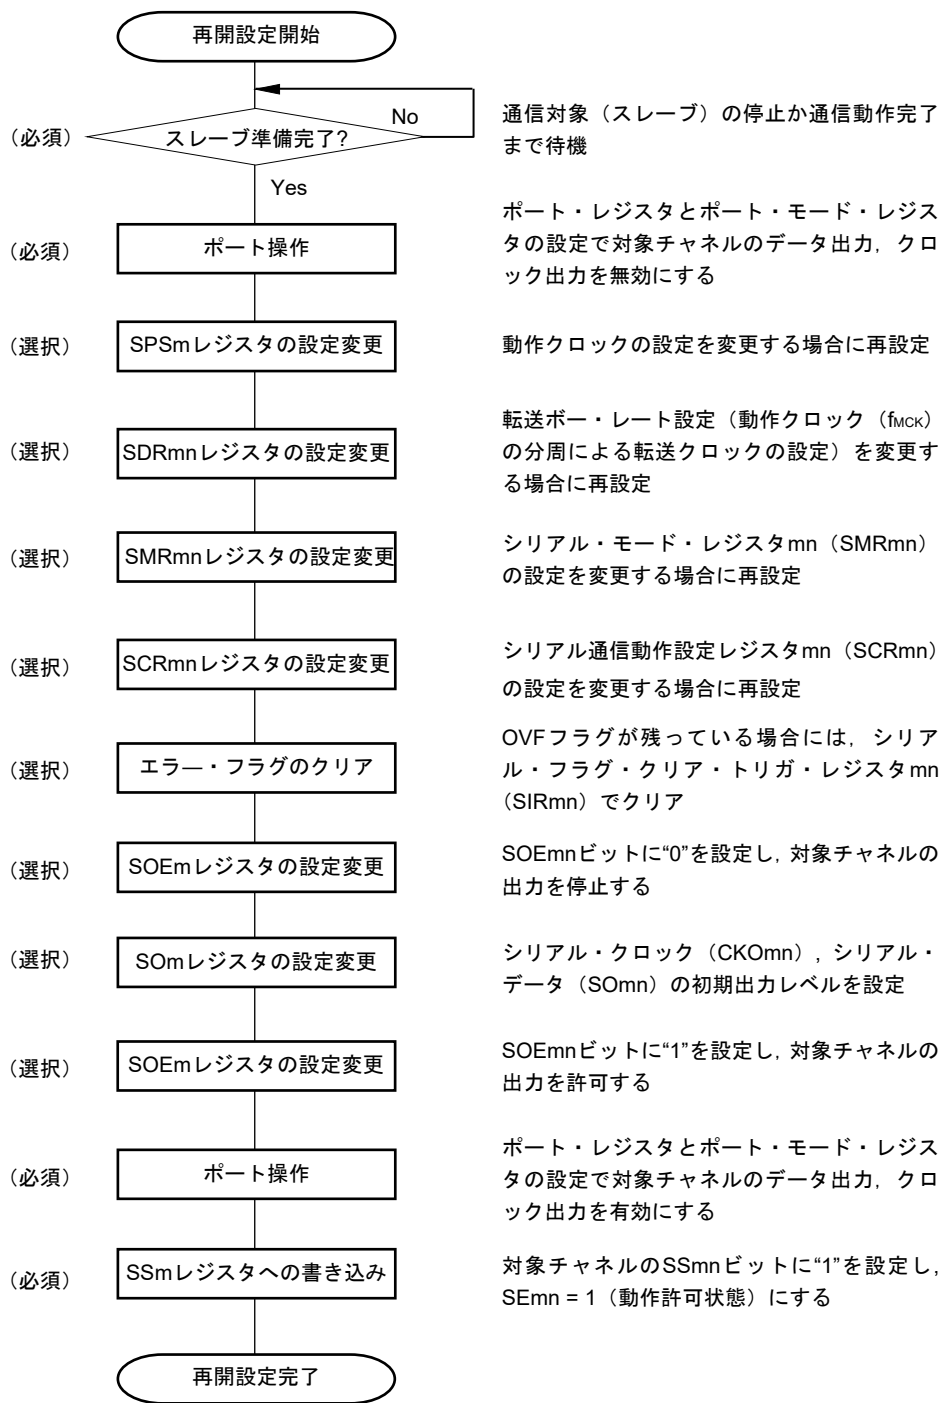 再開設定開始
No
（必須）
スレーブ準備完了?
通信対象（スレーブ）の停止か通信動作完了
まで待機
Yes
（必須）
ポート操作
ポート・レジスタとポート・モード・レジス
タの設定で対象チャネルのデータ出力，クロ
ック出力を無効にする
（選択）
SPSmレジスタの設定変更
動作クロックの設定を変更する場合に再設定
（選択）
SDRmnレジスタの設定変更
転送ボー・レート設定（動作クロック（fMCK）
の分周による転送クロックの設定）を変更す
る場合に再設定
（選択）
SMRmnレジスタの設定変更
シリアル・モード・レジスタmn（SMRmn）
の設定を変更する場合に再設定
（選択）
SCRmnレジスタの設定変更
シリアル通信動作設定レジスタmn（SCRmn）
の設定を変更する場合に再設定
（選択）
エラ―・フラグのクリア
OVFフラグが残っている場合には，シリア
ル・フラグ・クリア・トリガ・レジスタmn
（SIRmn）でクリア
（選択）
SOEmレジスタの設定変更
SOEmnビットに“0”を設定し，対象チャネルの
出力を停止する
（選択）
SOmレジスタの設定変更
シリアル・クロック（CKOmn）, シリアル・
データ（SOmn）の初期出力レベルを設定
（選択）
SOEmレジスタの設定変更
SOEmnビットに“1”を設定し，対象チャネルの
出力を許可する
（必須）
ポート操作
ポート・レジスタとポート・モード・レジス
タの設定で対象チャネルのデータ出力，クロ
ック出力を有効にする
（必須）
SSmレジスタへの書き込み
対象チャネルのSSmnビットに“1”を設定し,
SEmn = 1（動作許可状態）にする
再開設定完了